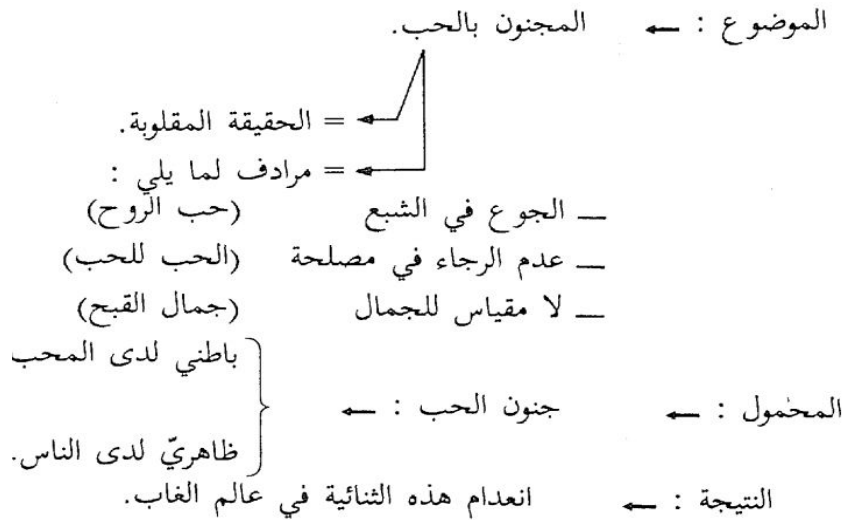 الموضوع : ← المجنون بالحب.
← = الحقيقة المقلوبة.
← = مرادف لما يلي :
— الجوع في الشبع (حب الروح)
— عدم الرجاء في مصلحة (الحب للحب)
— لا مقياس للجمال (جمال القبح)
باطني لدى المحب
المحمول : ← جنون الحب : ←
ظاهريّ لدى الناس.
النتيجة : ← انعدام هذه الثنائية في عالم الغاب.